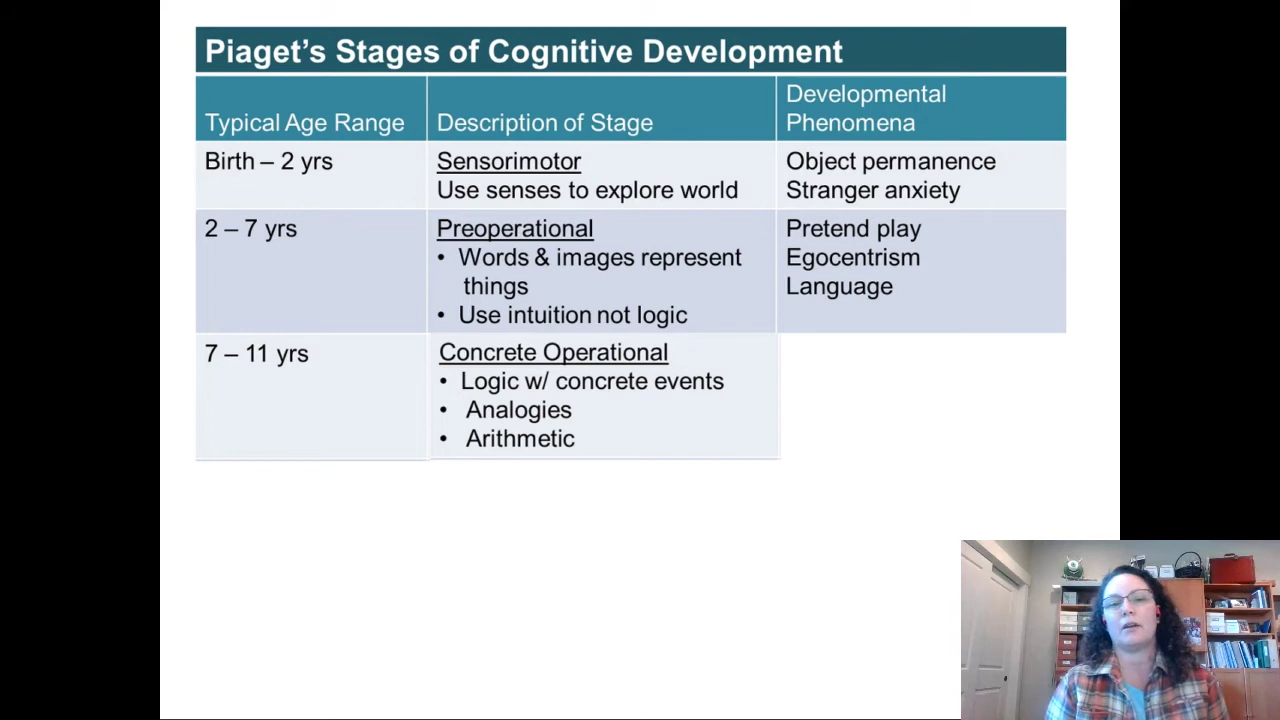 Piaget’s Stages of Cognitive Development
Typical Age Range
Description of Stage
Developmental
Phenomena
Birth – 2 yrs
Sensorimotor
Use senses to explore world
Object permanence
Stranger anxiety
2 – 7 yrs
Preoperational
• Words & images represent
things
• Use intuition not logic
Pretend play
Egocentrism
Language
7 – 11 yrs
Concrete Operational
• Logic w/ concrete events
• Analogies
• Arithmetic